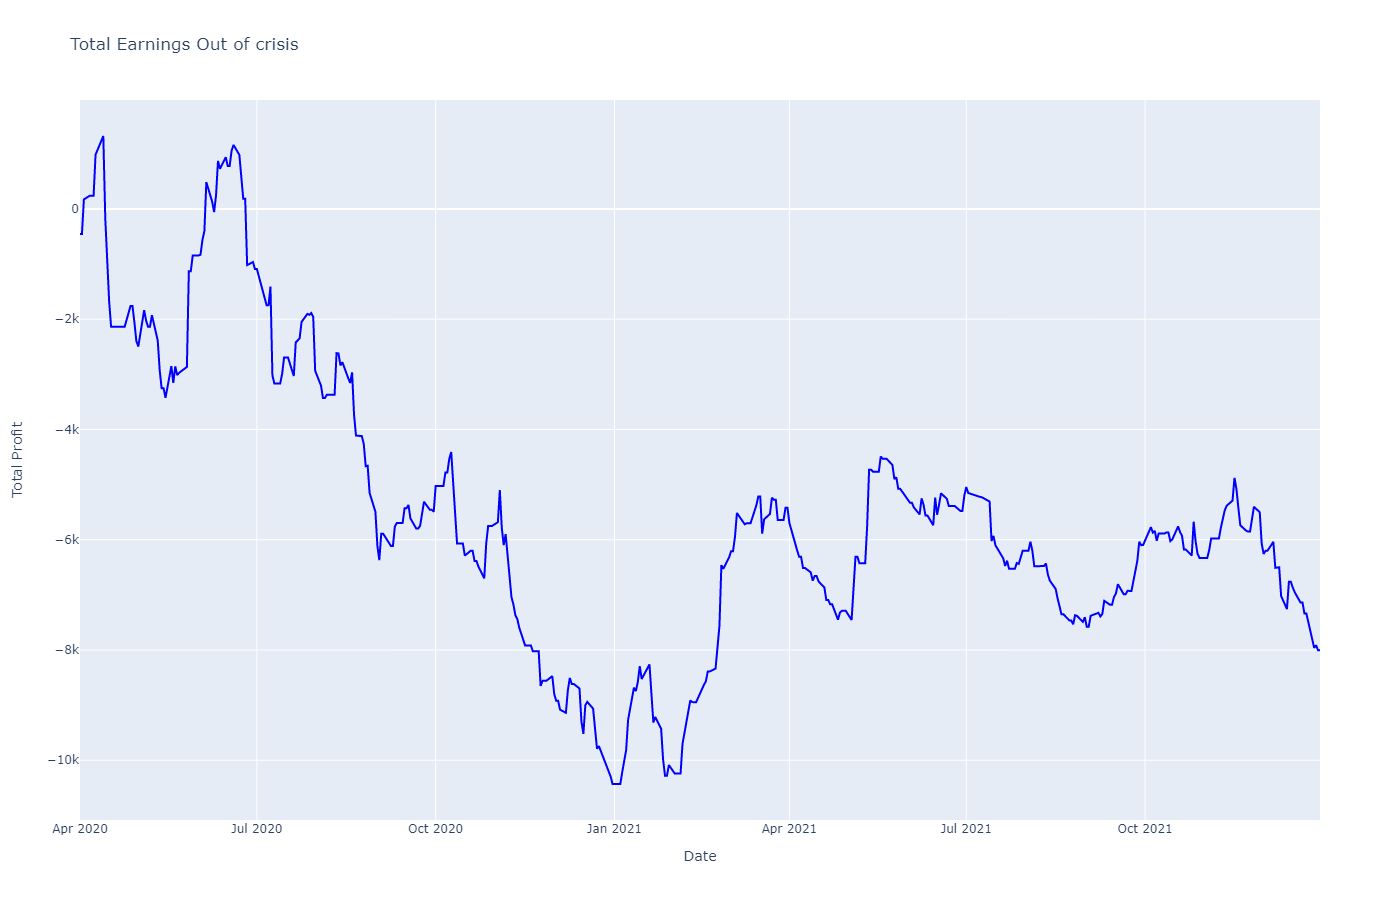 Total Earnings Out of crisis
0
−2k
−4k
−6k
−8k
−10k
Total Profit
Apr 2020
Jul 2020
Oct 2020
Jan 2021
Apr 2021
Jul 2021
Oct 2021
Date